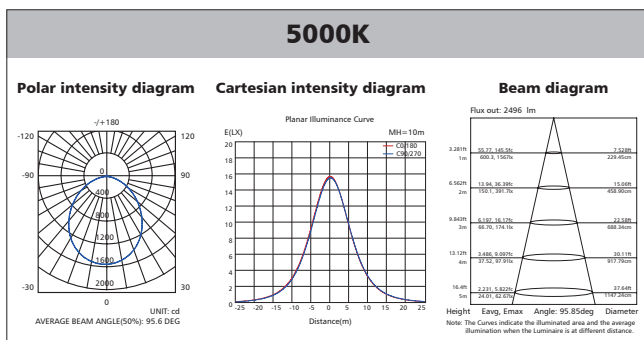 5000K
Polar intensity diagram
-/+180
-120
120
-90
90
0
400
800
1200
1600
2000
-30
30
0
UNIT: cd
AVERAGE BEAM ANGLE(50%): 95.6 DEG
Cartesian intensity diagram
Planar Illuminance Curve
E(LX)
MH=10m
C0/180
C90/270
20
18
16
14
12
10
8
6
4
2
0
-25 -20 -15 -10 -5 0 5 10 15 20 25
Distance(m)
Beam diagram
Flux out: 2496 lm
3.281ft 55.77, 145.5fc 7.528ft
1m 600.3, 1567lx 229.45cm
6.562ft 13.94, 36.39fc 15.06ft
2m 150.1, 391.7lx 458.90cm
9.843ft 6.197, 16.17fc 22.58ft
3m 66.70, 174.1lx 688.34cm
13.12ft 3.486, 9.097fc 30.11ft
4m 37.52, 97.91lx 917.79cm
16.4ft 2.231, 5.822fc 37.64ft
5m 24.01, 62.67lx 1147.24cm
Height Eavg, Emax Angle: 95.85deg Diameter
Note: The Curves indicate the illuminated area and the average
illumination when the Luminaire is at different distance.